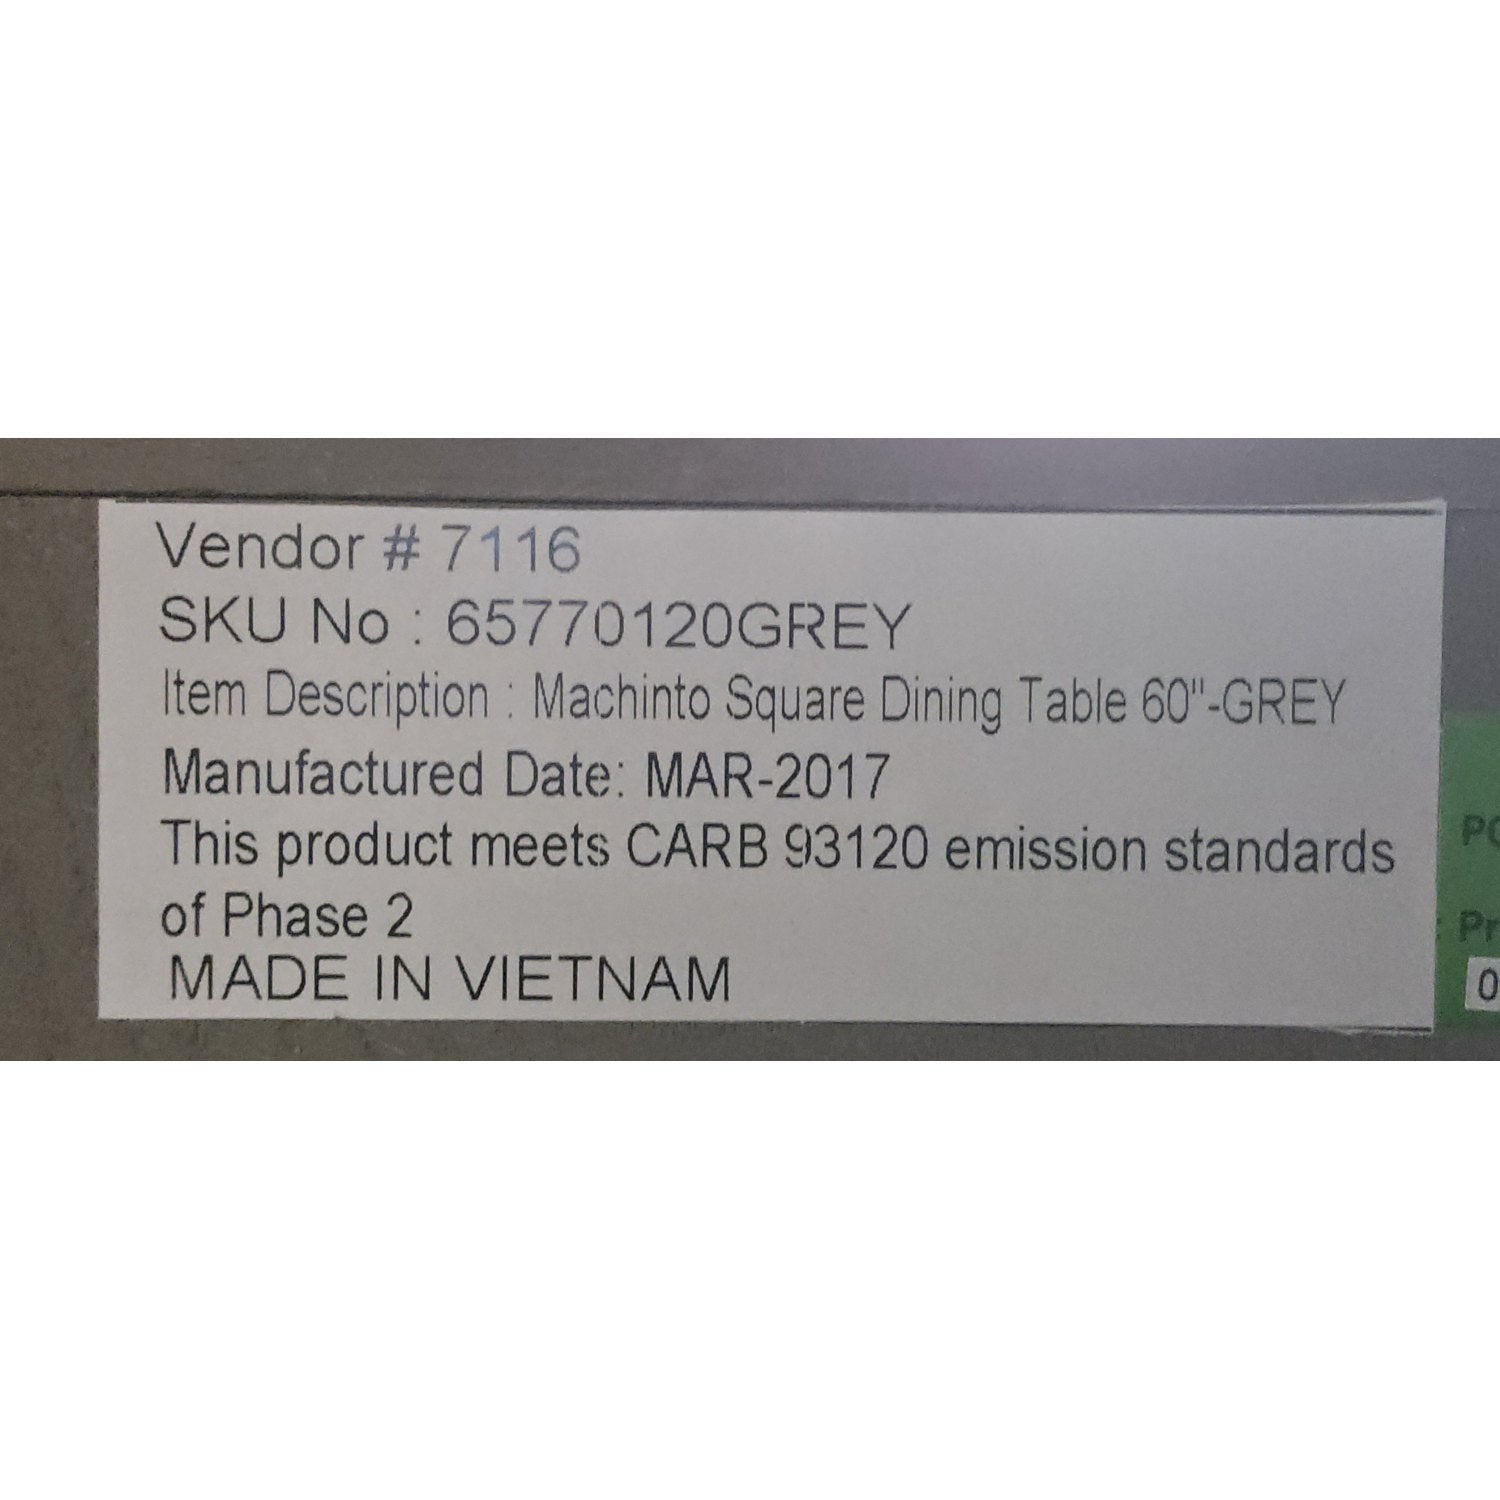 Vendor # 7116
SKU No : 65770120GREY
Item Description : Machinto Square Dining Table 60"-GREY
Manufactured Date: MAR-2017
This product meets CARB 93120 emission standards
of Phase 2
MADE IN VIETNAM